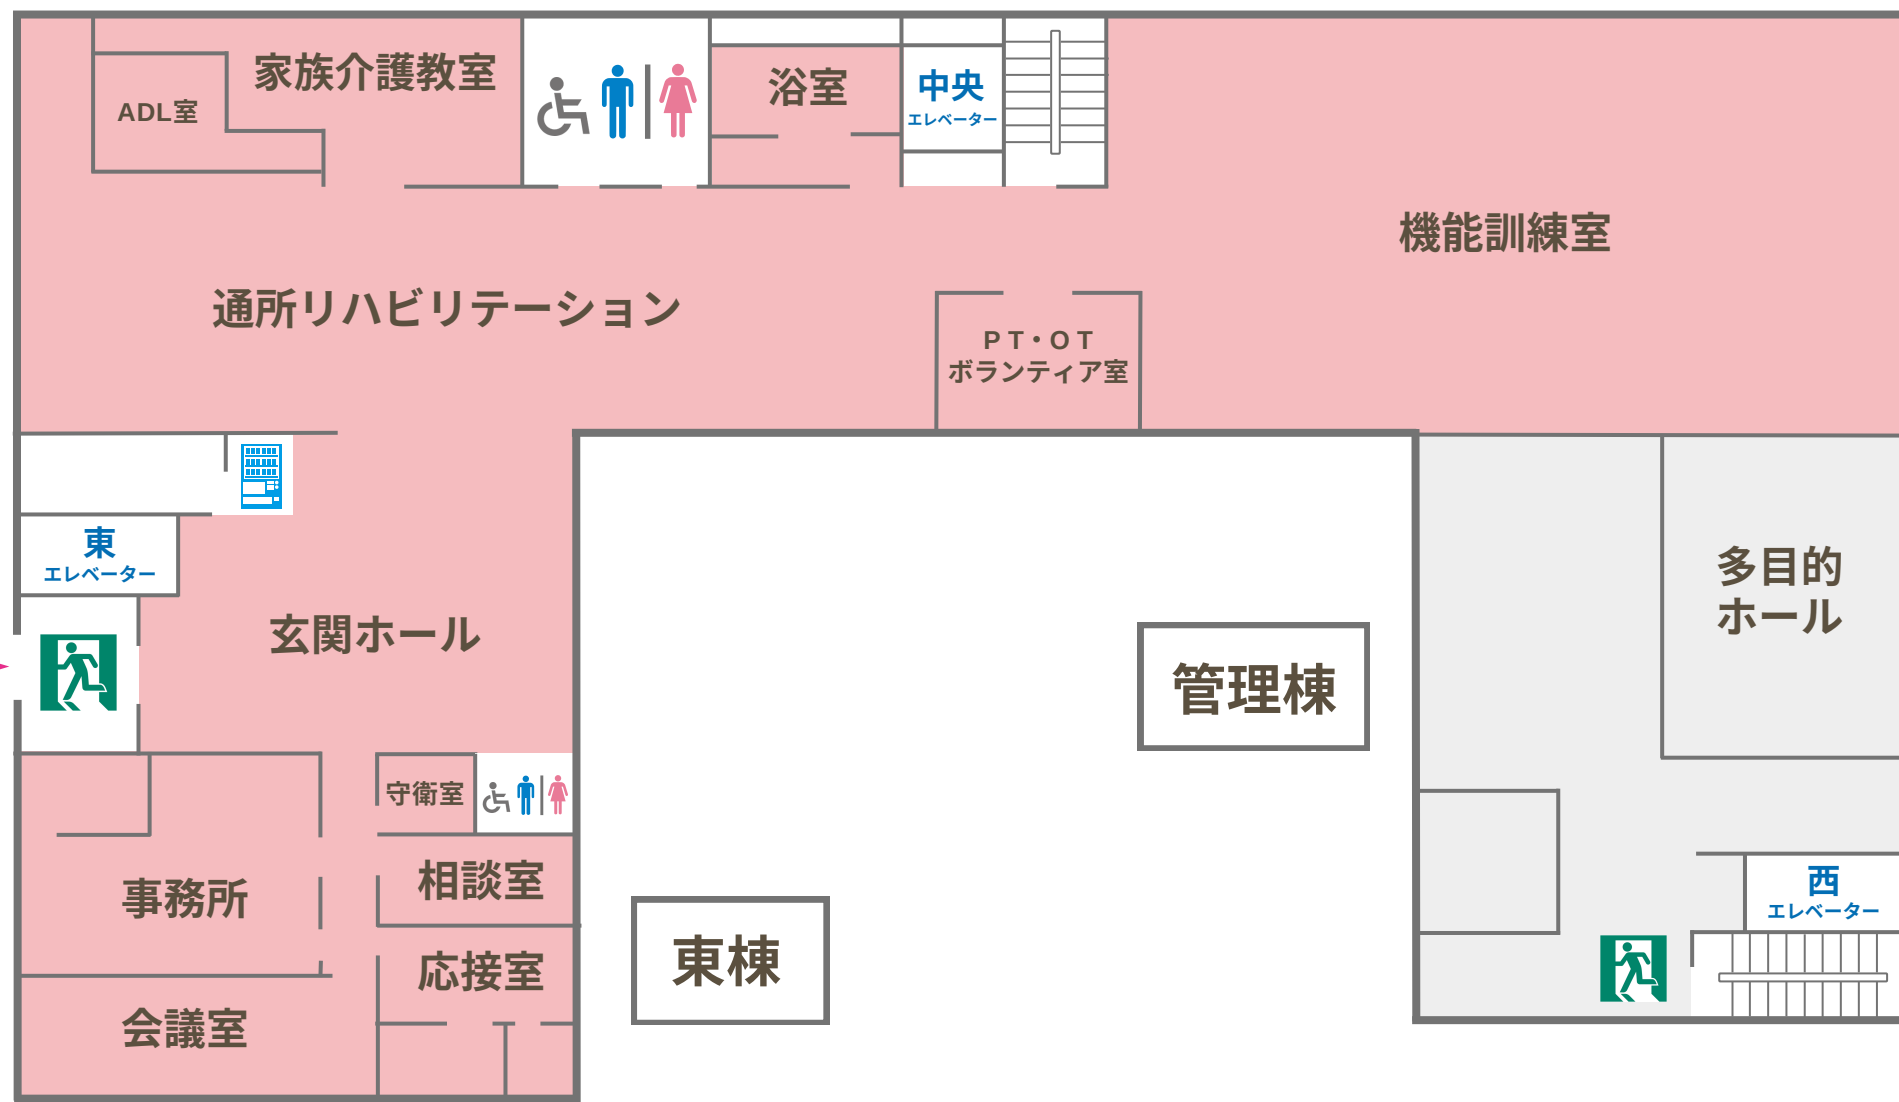 家族介護教室
ADL室
浴室
中央
エレベーター
機能訓練室
通所リハビリテーション
PT・OT
ボランティア室
東
エレベーター
玄関ホール
多目的
ホール
管理棟
守衛室
相談室
事務所
西
エレベーター
東棟
応接室
会議室